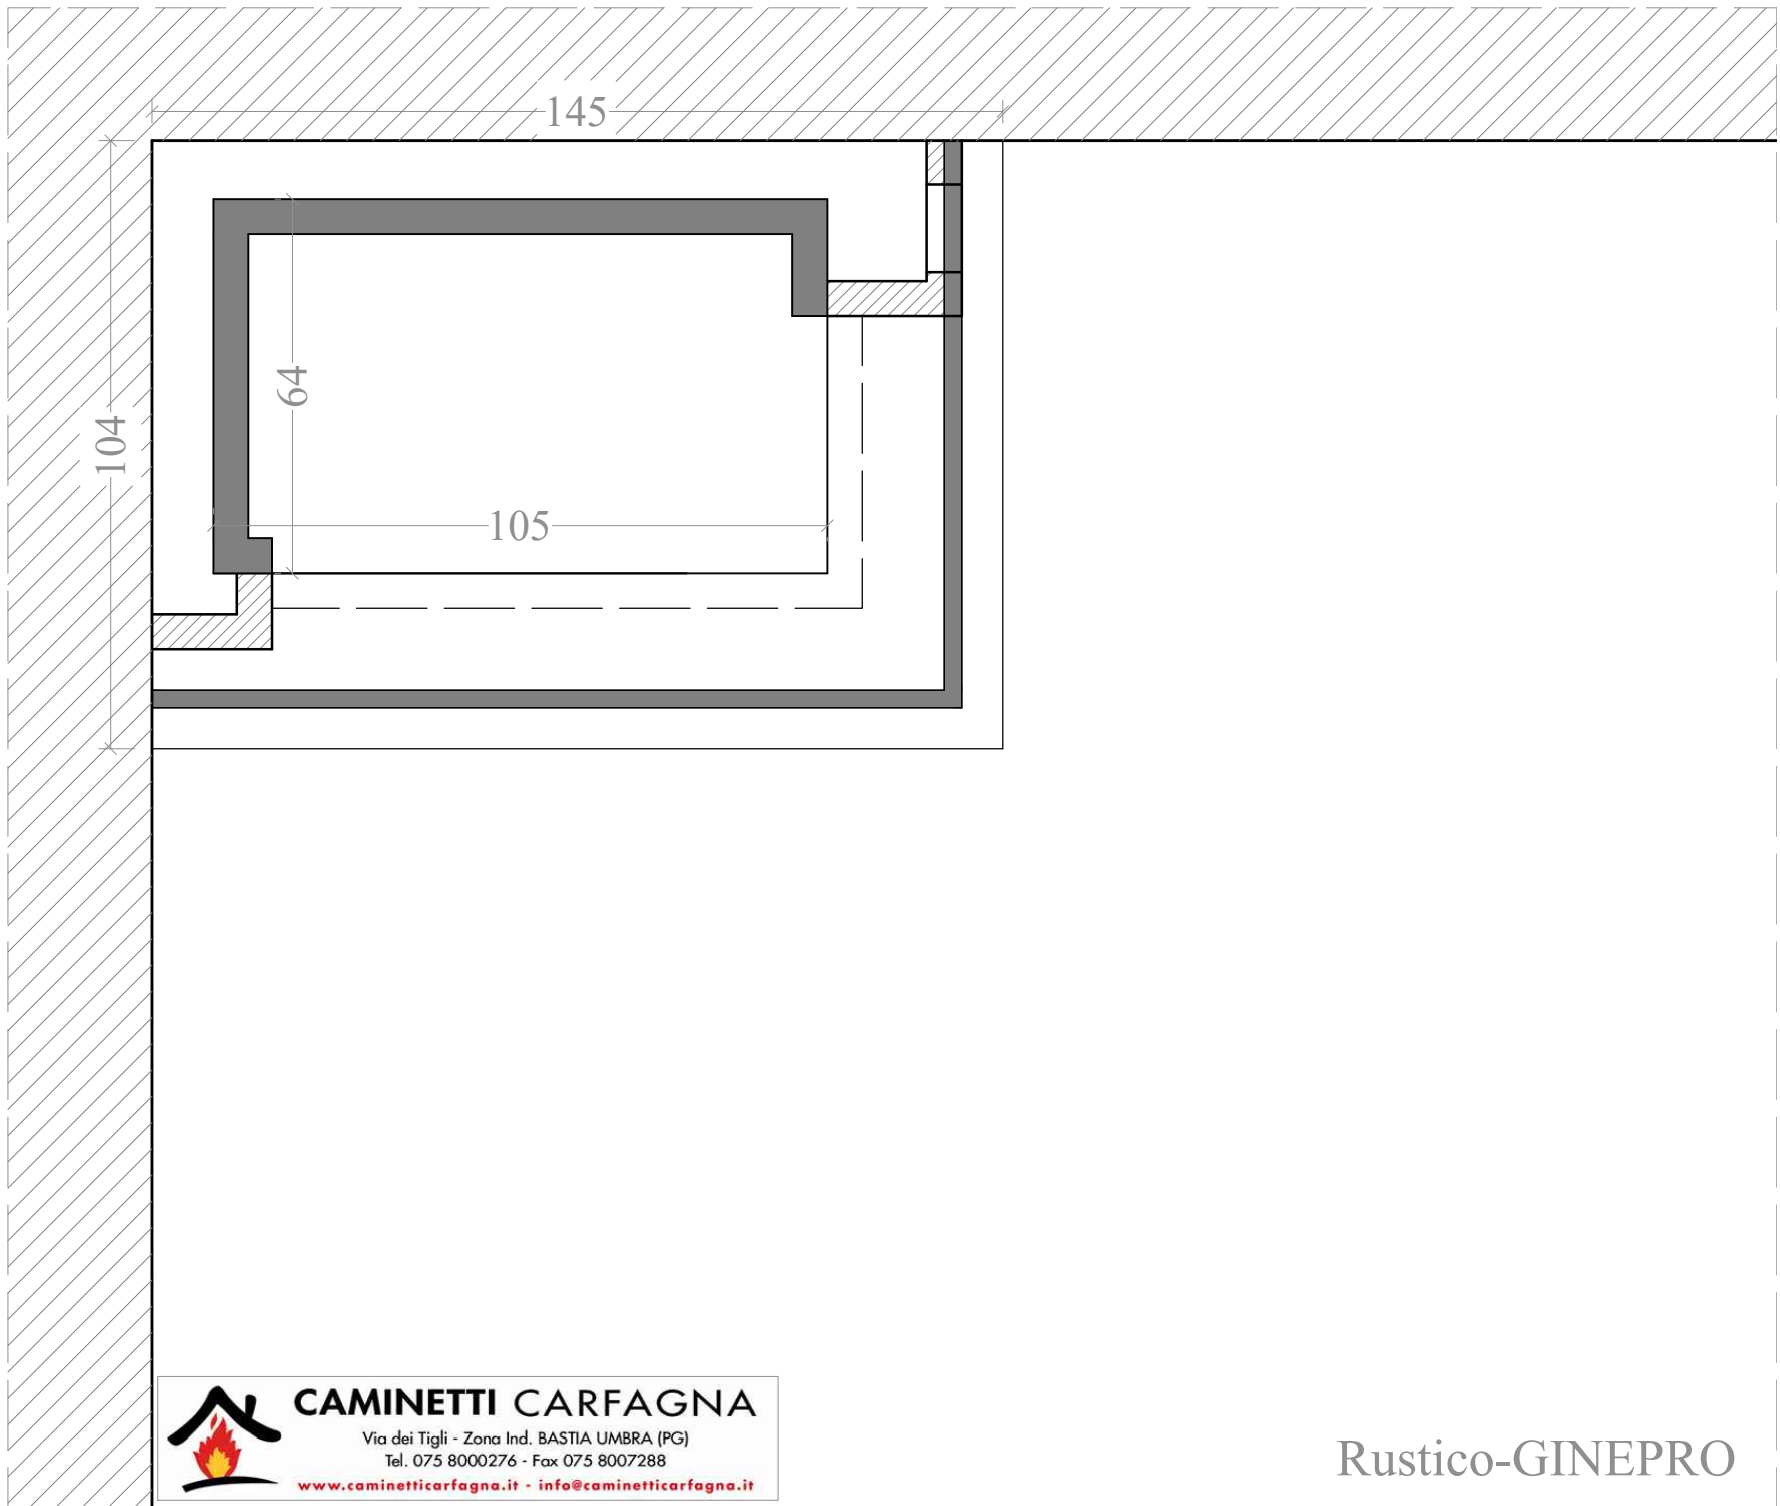 145
64
104
105
CAMINETTI CARFAGNA
Via dei Tigli - Zona Ind. BASTIA UMBRA (PG)
Tel. 075 8000276 - Fax 075 8007288
www.caminetticarfagna.it - info@caminetticarfagna.it
Rustico-GINEPRO